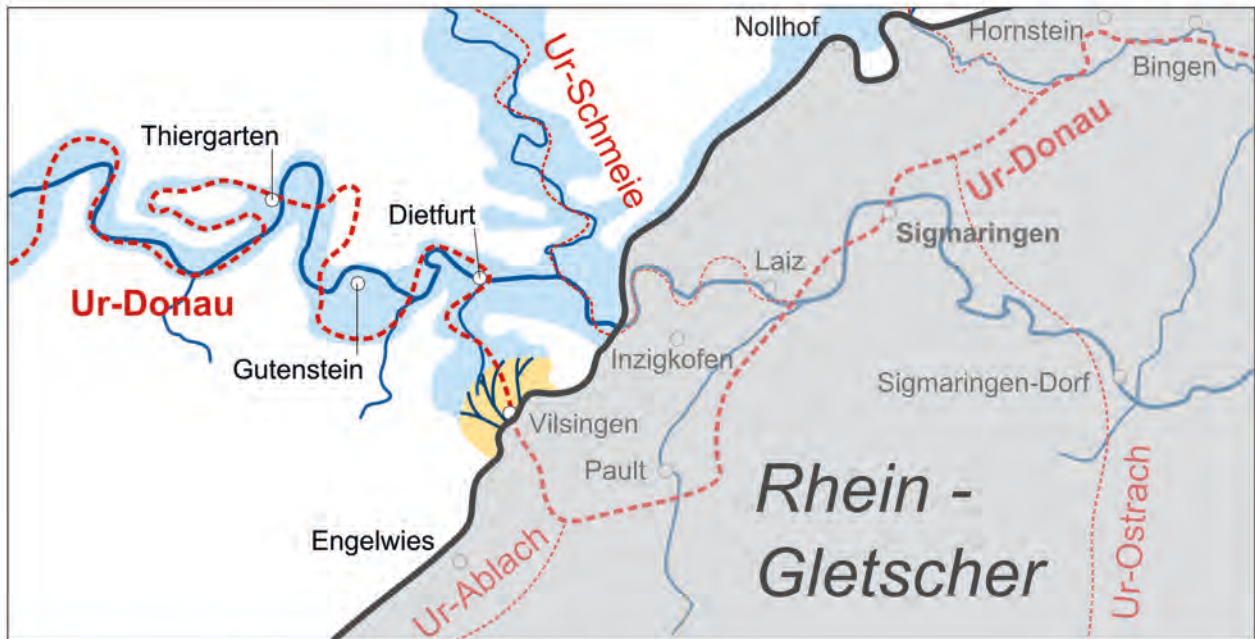 Nollhof
Hornstein
Bingen
Ur-Schmeie
Thiergarten
Ur-Donau
Dietfurt
Sigmaringen
Laiz
Ur-Donau
Gutenstein
Inzigkofen
Sigmaringen-Dorf
Vilsingen
Pault
Rhein -
Gletscher
Engelwies
Ur-Ablach
Ur-Ostrach